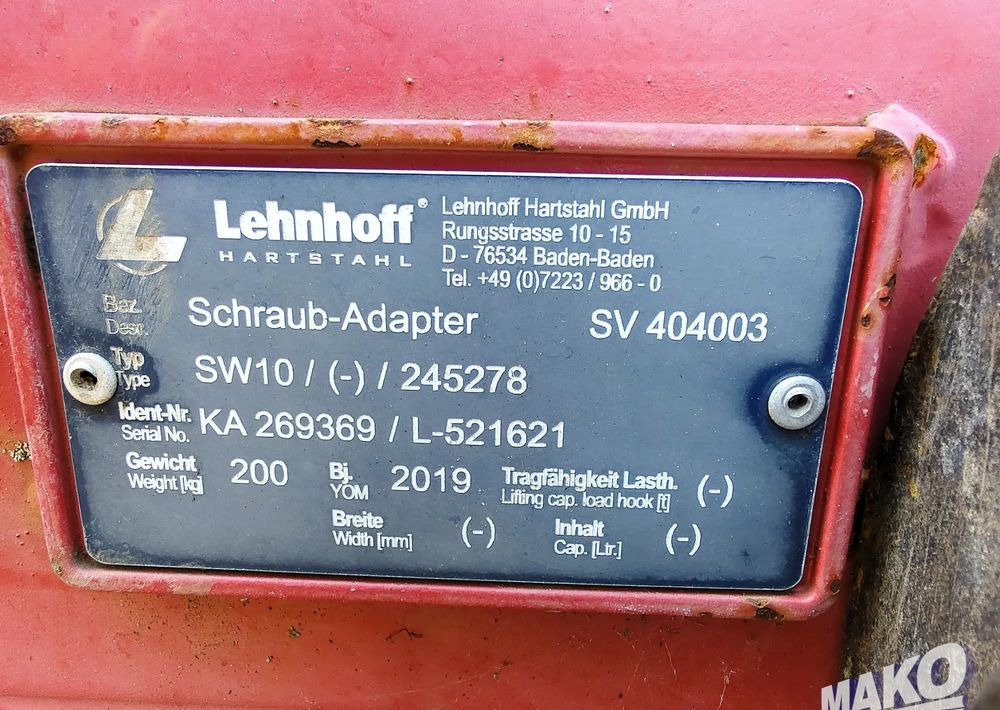 Lehnhoff®
HARTSTAHL
Lehnhoff Hartstahl GmbH
Rungsstrasse 10 - 15
D - 76534 Baden-Baden
Tel. +49 (0)7223 / 966 - 0
Bez.
Desc.
Schraub-Adapter SV 404003
Typ
Type
SW10 / (-) / 245278
Ident-Nr.
Serial No.
KA 269369 / L-521621
Gewicht
Weight [kg]
200
Bj.
YOM
2019
Tragfähigkeit Lasth.
Lifting cap. load hook [t]
(-)
Breite
Width [mm]
(-)
Inhalt
Cap. [Ltr.]
(-)
MAKO